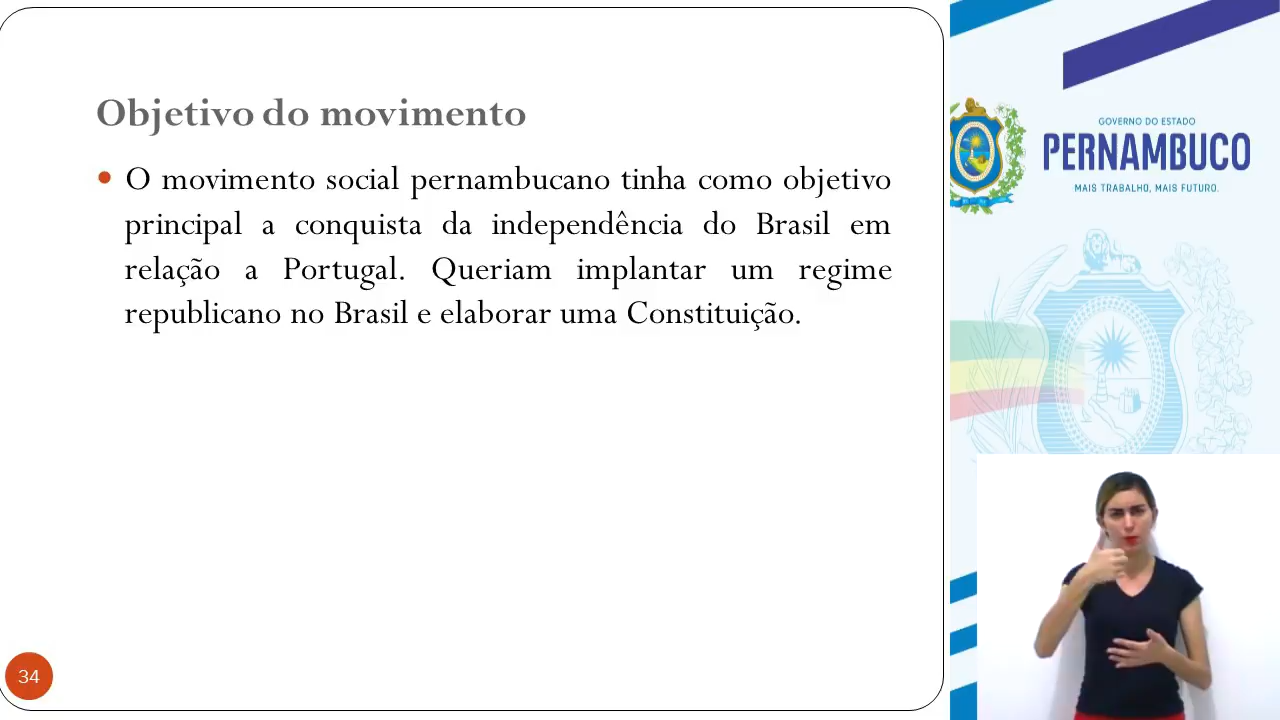 Objetivo do movimento
• O movimento social pernambucano tinha como objetivo
principal a conquista da independência do Brasil em
relação a Portugal. Queriam implantar um regime
republicano no Brasil e elaborar uma Constituição.
34
GOVERNO DO ESTADO
PERNAMBUCO
MAIS TRABALHO, MAIS FUTURO.